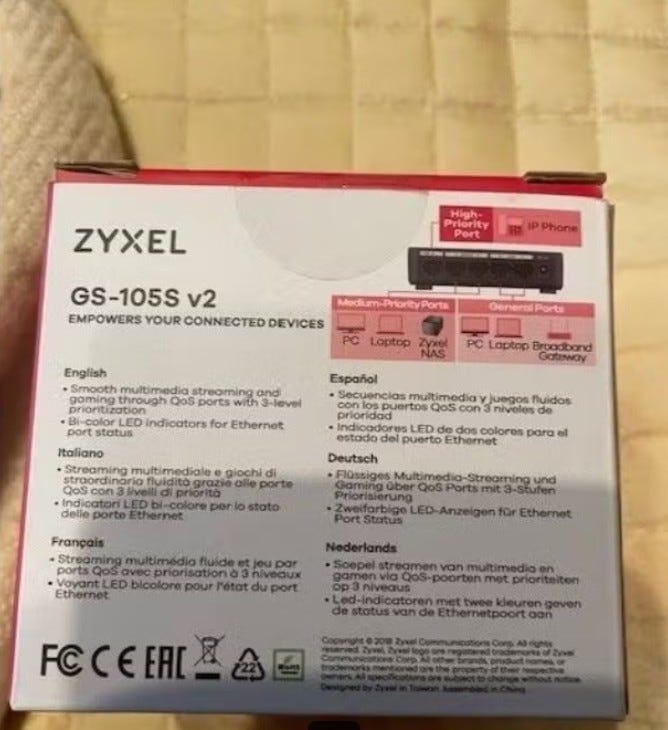 ZYXEL
GS-105S v2
EMPOWERS YOUR CONNECTED DEVICES
High-
Priority
Port
IP Phone
Medium-Priority Ports
General Ports
PC Laptop Zyxel
NAS
PC Laptop Broadband
Gateway
English
• Smooth multimedia streaming and
gaming through QoS ports with 3-level
prioritization
• Bi-color LED indicators for Ethernet
port status
Italiano
• Streaming multimediale e giochi di
straordinaria fluidità grazie alle porte
QoS con 3 livelli di priorità
• Indicatori LED bi-colore per lo stato
delle porte Ethernet
Français
• Streaming multimédia fluide et jeu par
ports QoS avec priorisation à 3 niveaux
• Voyant LED bicolore pour l'état du port
Ethernet
Español
• Secuencias multimedia y juegos fluidos
con los puertos QoS con 3 niveles de
prioridad
• Indicadores LED de dos colores para el
estado del puerto Ethernet
Deutsch
• Flüssiges Multimedia-Streaming und
Gaming über QoS Ports mit 3-Stufen
Priorisierung
• Zweifarbige LED-Anzeigen für Ethernet
Port Status
Nederlands
• Soepel streamen van multimedia en
gamen via QoS-poorten met prioriteiten
op 3 niveaus
• Led-indicatoren met twee kleuren geven
de status van de Ethernetpoort aan
FC CE EAC
22
RoHS
Copyright © 2018 Zyxel Communications Corp. All rights
reserved. Zyxel, Zyxel logo are registered trademarks of Zyxel
Communications Corp. All other brands, product names, or
trademarks mentioned are the property of their respective
owners. All specifications are subject to change without notice.
Designed by Zyxel in Taiwan. Assembled in China.